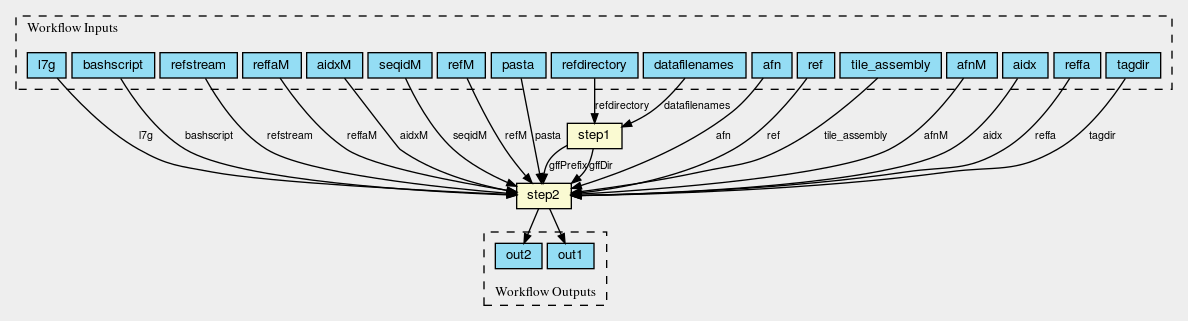 Workflow Inputs
l7g bashscript refstream reffaM aidxM seqidM refM pasta refdirectory datafilenames afn ref tile_assembly afnM aidx reffa tagdir
refdirectory datafilenames
l7g bashscript refstream reffaM aidxM seqidM refM pasta step1 afn ref tile_assembly afnM aidx reffa tagdir
gffPrefix gffDir
step2
out2 out1
Workflow Outputs